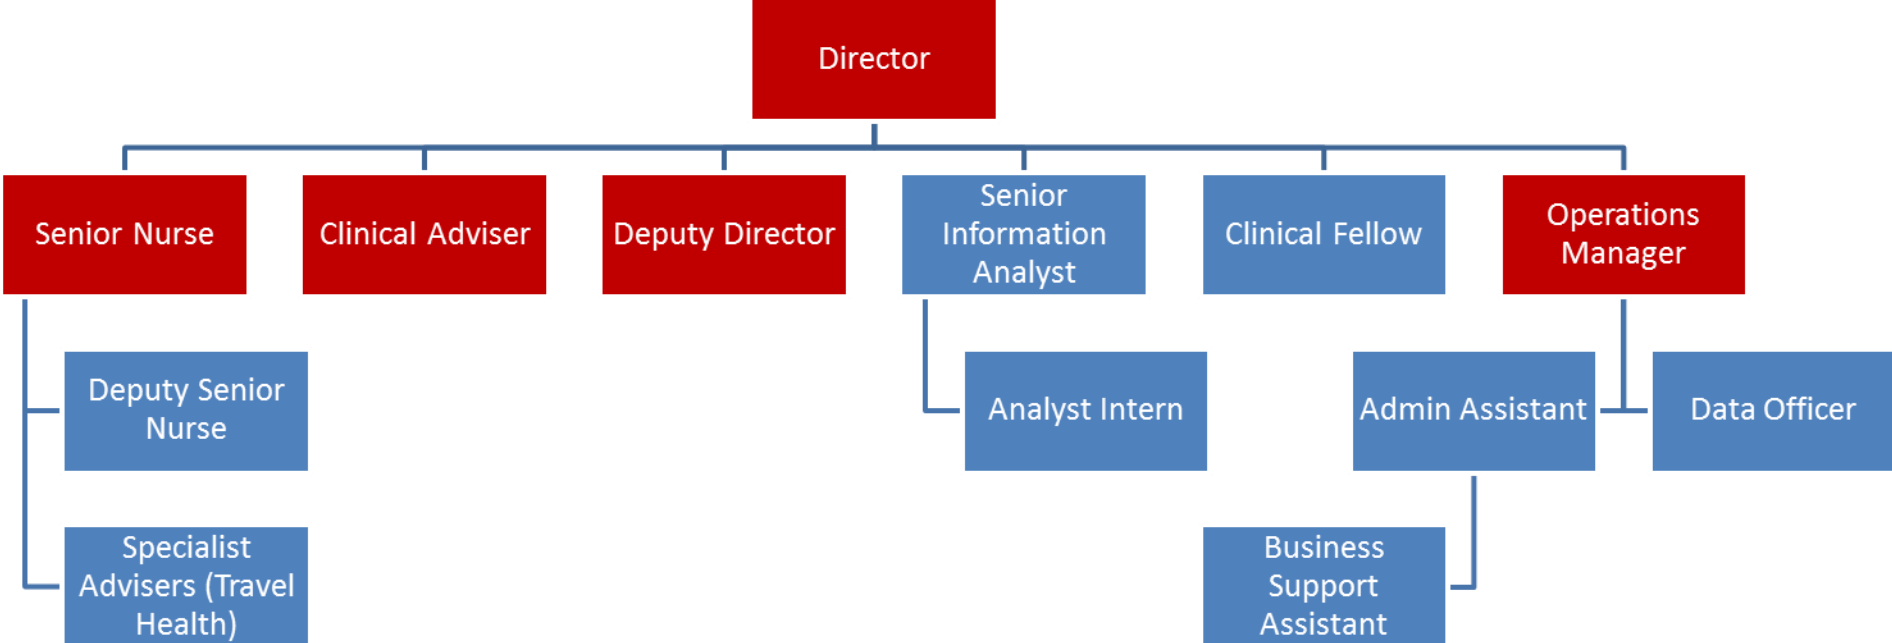 Director
Senior Nurse
Clinical Adviser
Deputy Director
Senior
Information
Analyst
Clinical Fellow
Operations
Manager
Deputy Senior
Nurse
Analyst Intern
Admin Assistant
Data Officer
Specialist
Advisers (Travel
Health)
Business
Support
Assistant